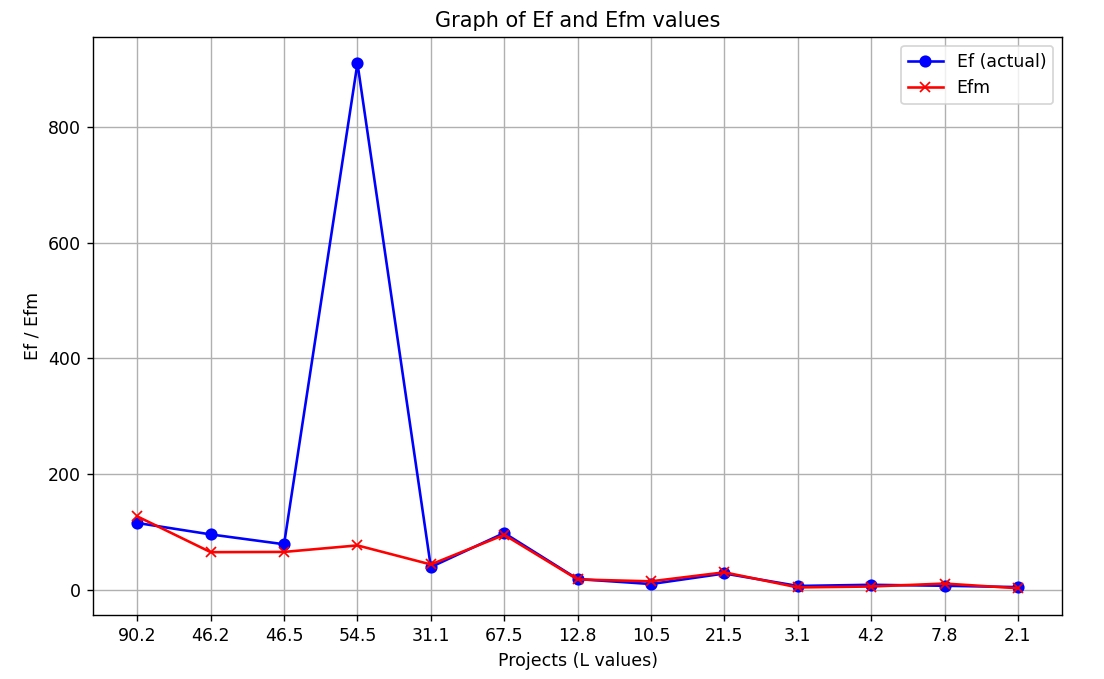 Graph of Ef and Efm values
Ef (actual)
Efm
Ef / Efm
800
600
400
200
0
90.2 46.2 46.5 54.5 31.1 67.5 12.8 10.5 21.5 3.1 4.2 7.8 2.1
Projects (L values)